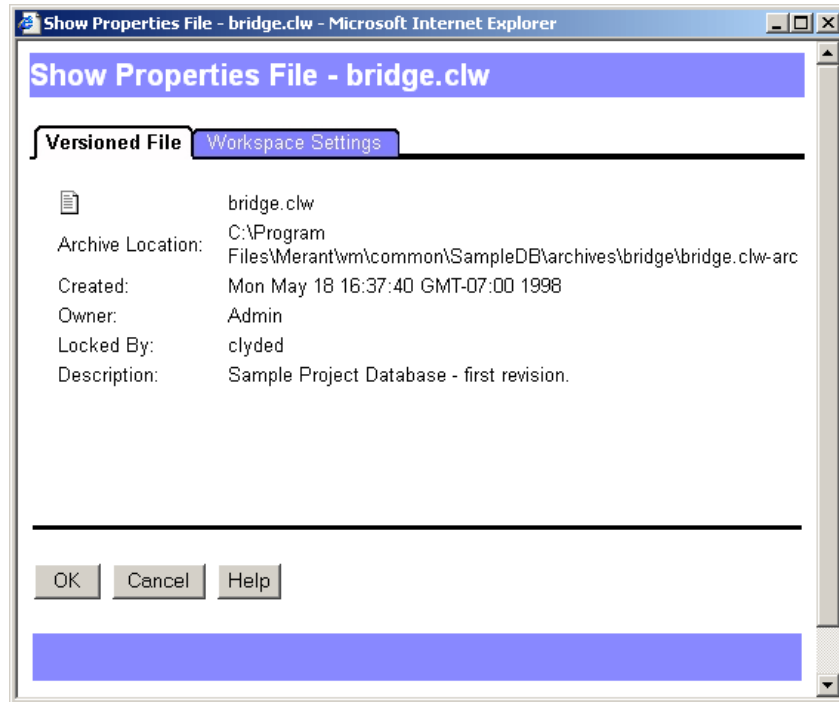 Show Properties File - bridge.clw - Microsoft Internet Explorer
Show Properties File - bridge.clw
Versioned File Workspace Settings
bridge.clw
Archive Location: C:\Program
Files\Merant\vm\common\SampleDB\archives\bridge\bridge.clw-arc
Created: Mon May 18 16:37:40 GMT-07:00 1998
Owner: Admin
Locked By: clyded
Description: Sample Project Database - first revision.
OK Cancel Help